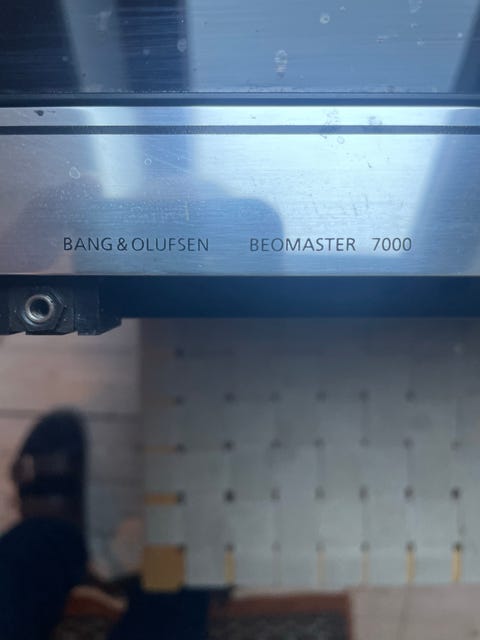 BANG & OLUFSEN BEOMASTER 7000